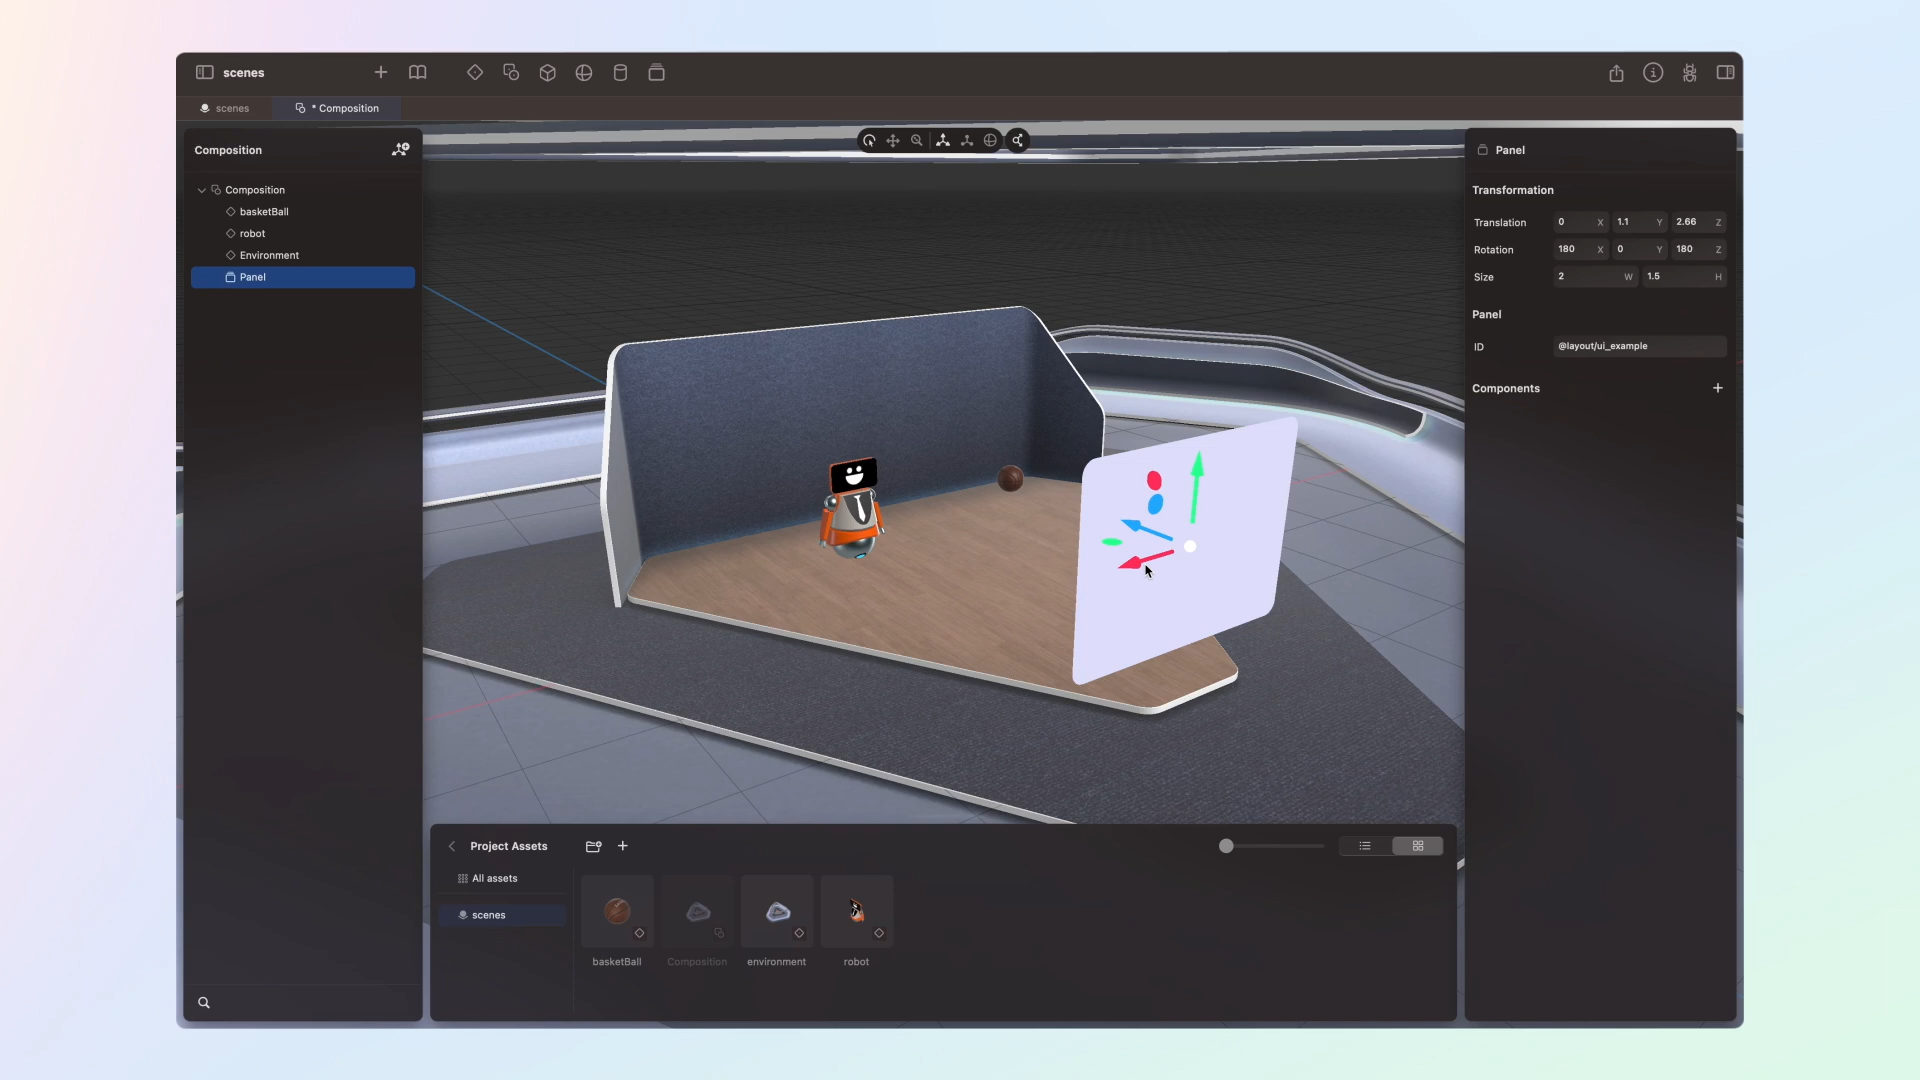 scenes
scenes
* Composition
Composition
Composition
basketBall
robot
Environment
Panel
Panel
Transformation
Translation 0 X 1.1 Y 2.66 Z
Rotation 180 X 0 Y 180 Z
Size 2 W 1.5 H
Panel
ID @layout/ui_example
Components
Project Assets
All assets
scenes
basketBall Composition environment robot